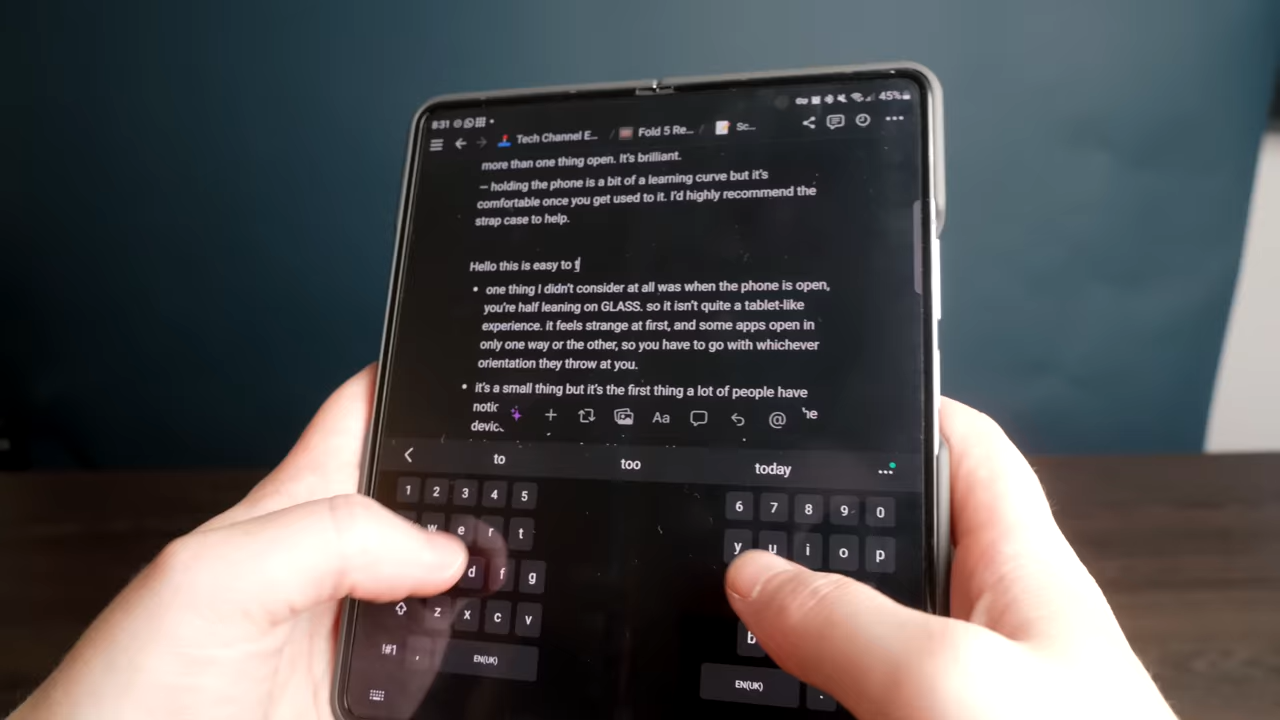 8:31 45%
Tech Channel E... / Fold 5 Re... / Sc...
more than one thing open. It's brilliant.
– holding the phone is a bit of a learning curve but it's
comfortable once you get used to it. I'd highly recommend the
strap case to help.
Hello this is easy to t
• one thing I didn't consider at all was when the phone is open,
you're half leaning on GLASS. so it isn't quite a tablet-like
experience. it feels strange at first, and some apps open in
only one way or the other, so you have to go with whichever
orientation they throw at you.
• it's a small thing but it's the first thing a lot of people have
Aa @
to too today
1 2 3 4 5 6 7 8 9 0
w e r t y u i o p
d f g
z x c v b
!#1 , EN(UK) EN(UK) .